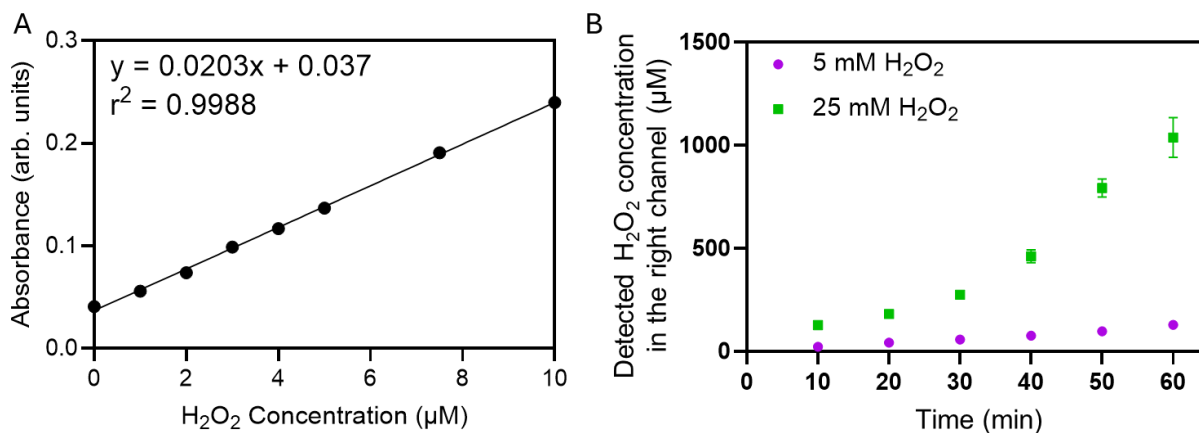 A
y = 0.0203x + 0.037
r² = 0.9988
0.3
0.2
0.1
0.0
Absorbance (arb. units)
0 2 4 6 8 10
H₂O₂ Concentration (μM)
B
5 mM H₂O₂
25 mM H₂O₂
1500
1000
500
0
Detected H₂O₂ concentration
in the right channel (μM)
0 10 20 30 40 50 60
Time (min)